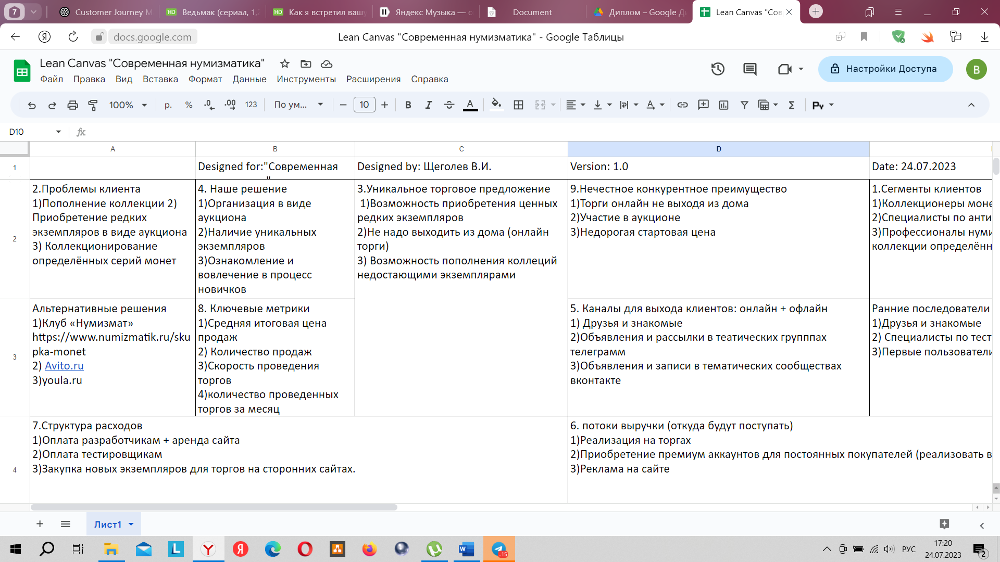 7
Customer Journey M
Ведьмак (сериал, 1,2
Как я встретил вашу
Яндекс Музыка — с
Document
Диплом – Google Ди
Lean Canvas "Сов
docs.google.com
Lean Canvas "Современная нумизматика" - Google Таблицы
Lean Canvas "Современная нумизматика"
Файл Правка Вид Вставка Формат Данные Инструменты Расширения Справка
Настройки Доступа
В
100% р. % .0 .00 123 По ум... 10
D10
A B C D
1
Designed for:"Современная
Designed by: Щеголев В.И.
Version: 1.0
Date: 24.07.2023
2
2.Проблемы клиента
1)Пополнение коллекции 2)
Приобретение редких
экземпляров в виде аукциона
3) Коллекционирование
определённых серий монет
4. Наше решение
1)Организация в виде
аукциона
2)Наличие уникальных
экземпляров
3)Ознакомление и
вовлечение в процесс
новичков
3.Уникальное торговое предложение
1)Возможность приобретения ценных
редких экземпляров
2)Не надо выходить из дома (онлайн
торги)
3) Возможность пополнения коллеций
недостающими экземплярами
9.Нечестное конкурентное преимущество
1)Торги онлайн не выходя из дома
2)Участие в аукционе
3)Недорогая стартовая цена
1.Сегменты клиентов
1)Коллекционеры моне
2)Специалисты по анти
3)Профессионалы нуми
коллекции определённ
3
Альтернативные решения
1)Клуб «Нумизмат»
https://www.numizmatik.ru/sku
pka-monet
2) Avito.ru
3)youla.ru
8. Ключевые метрики
1)Средняя итоговая цена
продаж
2) Количество продаж
3)Скорость проведения
торгов
4)количество проведенных
торгов за месяц
5. Каналы для выхода клиентов: онлайн + офлайн
1) Друзья и знакомые
2)Объявления и рассылки в театических групппах
телеграмм
3)Объявления и записи в тематических сообществах
вконтакте
Ранние последователи
1)Друзья и знакомые
2) Специалисты по тест
3)Первые пользователи
4
7.Структура расходов
1)Оплата разработчикам + аренда сайта
2)Оплата тестировщикам
3)Закупка новых экземпляров для торгов на сторонних сайтах.
6. потоки выручки (откуда будут поступать)
1)Реализация на торгах
2)Приобретение премиум аккаунтов для постоянных покупателей (реализовать в
3)Реклама на сайте
Лист1
РУС
17:20
24.07.2023
2